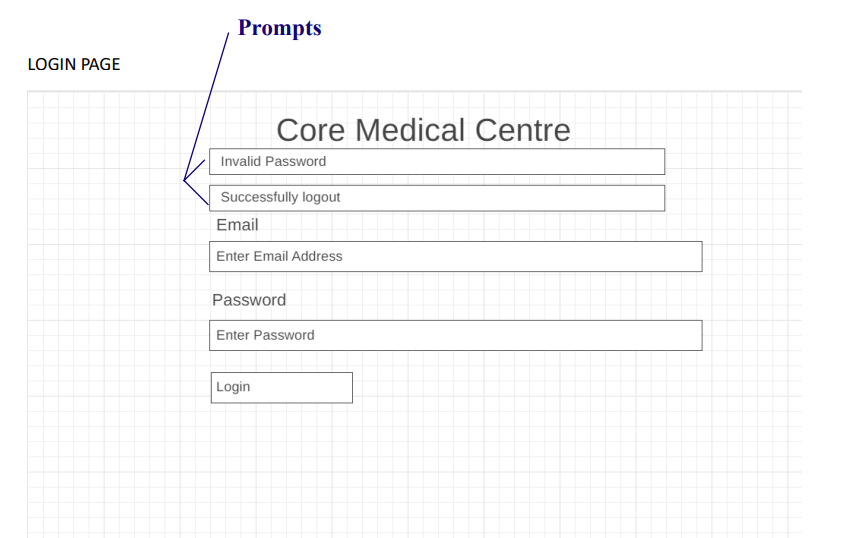 Prompts
LOGIN PAGE
Core Medical Centre
Invalid Password
Successfully logout
Email
Enter Email Address
Password
Enter Password
Login